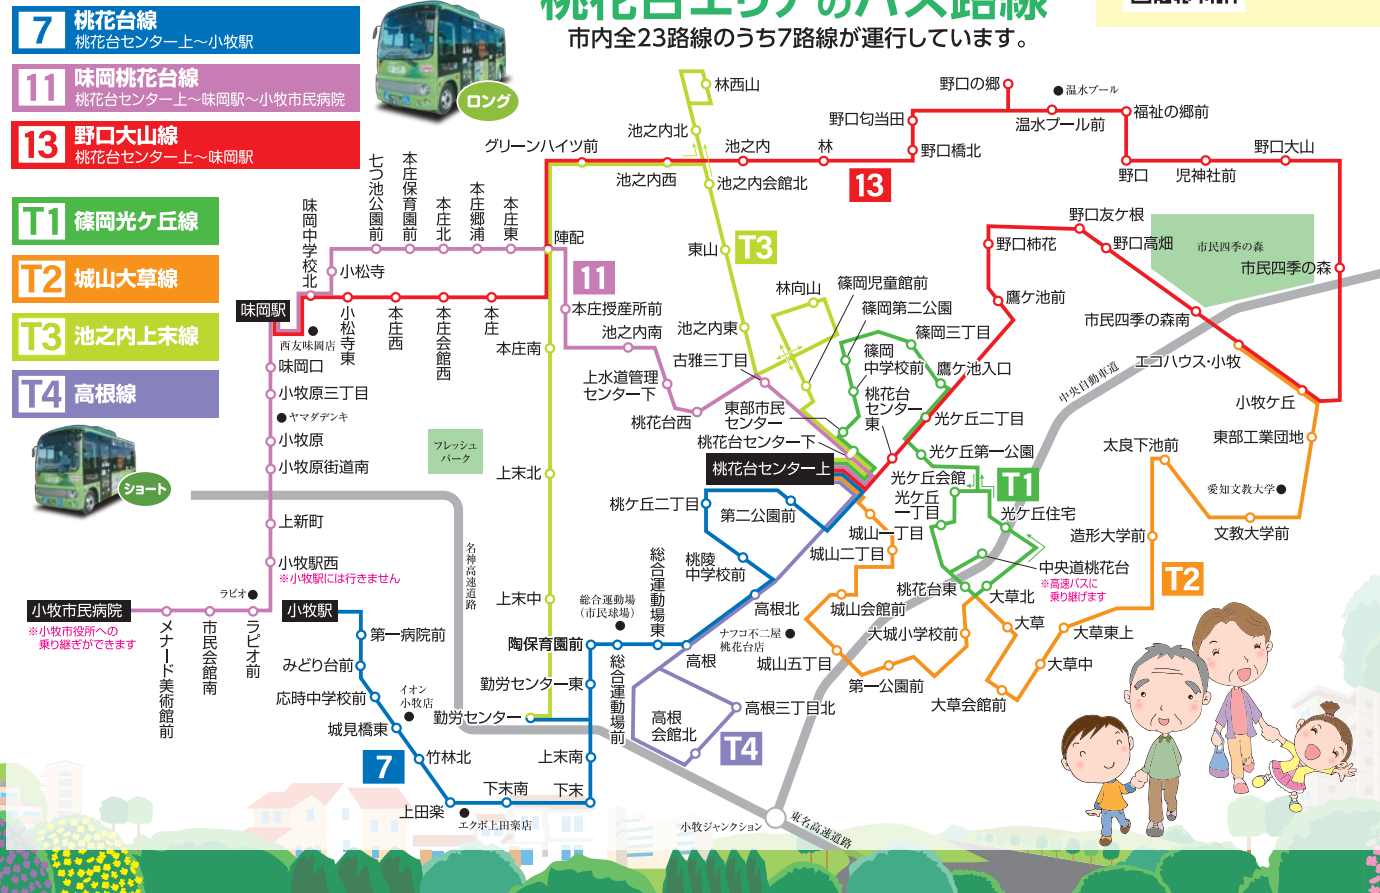 桃花台エリアのバス路線
市内全23路線のうち7路線が運行しています。
7
桃花台線
桃花台センター上～小牧駅
11
味岡桃花台線
桃花台センター上～味岡駅～小牧市民病院
13
野口大山線
桃花台センター上～味岡駅
T1 篠岡光ケ丘線
T2 城山大草線
T3 池之内上末線
T4 高根線
ロング
ショート
林西山
池之内北
グリーンハイツ前
池之内西
池之内
林
池之内会館北
13
野口の郷
温水プール
野口匂当田
温水プール前
福祉の郷前
野口橋北
野口
児神社前
野口大山
野口友ケ根
野口柿花
野口高畑
市民四季の森
市民四季の森
鷹ケ池前
市民四季の森南
エコハウス・小牧
中央自動車道
小牧ケ丘
東部工業団地
太良下池前
愛知文教大学
文教大学前
造形大学前
T2
七つ池公園前
本庄保育園前
本庄北
本庄郷浦
本庄東
味岡中学校北
小松寺
陣配
11
味岡駅
西友味岡店
小松寺東
本庄西
本庄会館西
本庄
本庄南
本庄授産所前
池之内南
東山
T3
林向山
池之内東
篠岡児童館前
篠岡第二公園
篠岡三丁目
古雅三丁目
篠岡
中学校前
鷹ケ池入口
上水道管理
センター下
桃花台西
東部市民
センター
桃花台
センター
東
光ケ丘二丁目
桃花台センター下
桃花台センター上
光ケ丘第一公園
光ケ丘会館
T1
光ケ丘
一丁目
光ケ丘住宅
味岡口
小牧原三丁目
ヤマダデンキ
小牧原
小牧原街道南
上新町
小牧駅西
※小牧駅には行きません
フレッシュ
パーク
上末北
名神高速道路
上末中
桃ケ丘二丁目
第二公園前
桃陵
中学校前
城山一丁目
城山二丁目
中央道桃花台
※高速バスに
乗り継げます
桃花台東
大草北
城山会館前
大城小学校前
大草
大草東上
大草中
城山五丁目
第一公園前
大草会館前
小牧市民病院
※小牧市役所への
乗り継ぎができます
メナード美術館前
市民会館南
ラピオ
ラピオ前
小牧駅
第一病院前
みどり台前
応時中学校前
イオン
小牧店
城見橋東
7
竹林北
上田楽
エクボ上田楽店
下末南
下末
上末南
勤労センター
勤労センター東
陶保育園前
総合運動場
（市民球場）
総合運動場東
総合運動場前
高根北
高根
ナフコ不二屋
桃花台店
高根三丁目北
高根
会館北
T4
小牧ジャンクション
東名高速道路